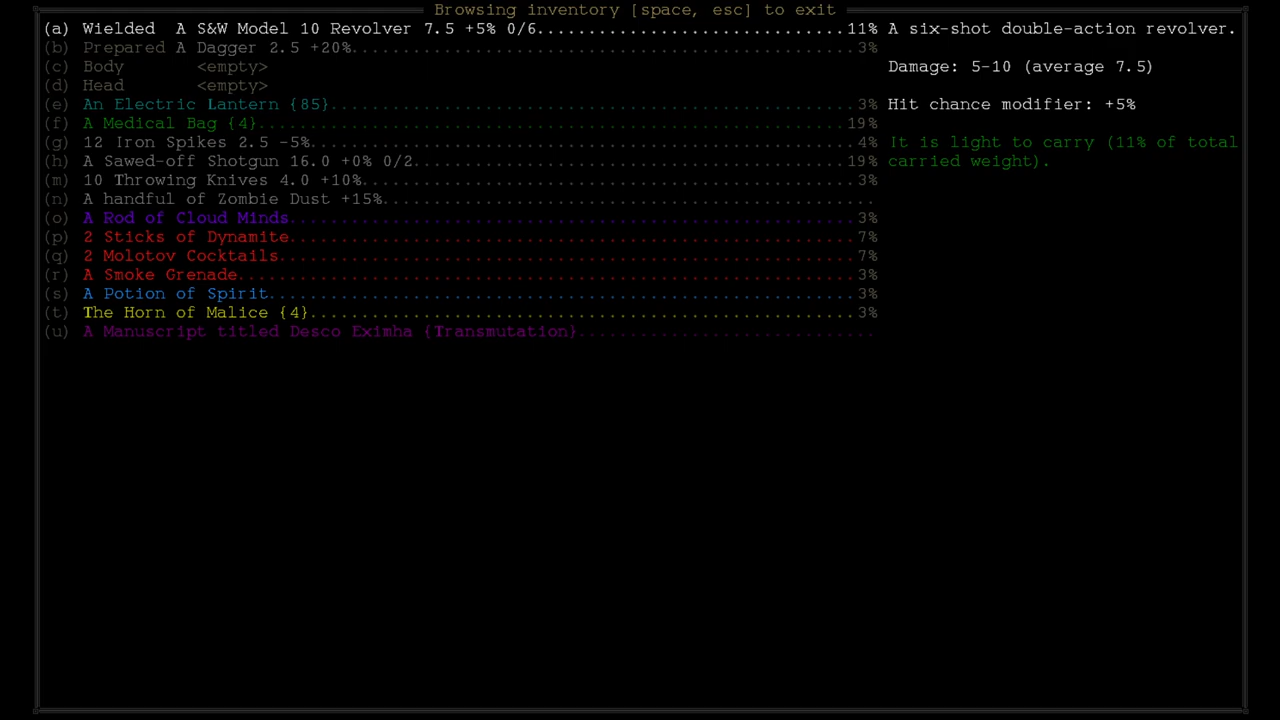 Browsing inventory [space, esc] to exit
(a) Wielded A S&W Model 10 Revolver 7.5 +5% 0/6..............................11% A six-shot double-action revolver.
(b) Prepared A Dagger 2.5 +20%................................................3%
(c) Body <empty> Damage: 5-10 (average 7.5)
(d) Head <empty>
(e) An Electric Lantern {85}....................................................3% Hit chance modifier: +5%
(f) A Medical Bag {4}.........................................................19%
(g) 12 Iron Spikes 2.5 -5%.....................................................4% It is light to carry (11% of total
(h) A Sawed-off Shotgun 16.0 +0% 0/2..........................................19% carried weight).
(m) 10 Throwing Knives 4.0 +10%................................................3%
(n) A handful of Zombie Dust +15%...............................................
(o) A Rod of Cloud Minds.......................................................3%
(p) 2 Sticks of Dynamite.......................................................7%
(q) 2 Molotov Cocktails........................................................7%
(r) A Smoke Grenade............................................................3%
(s) A Potion of Spirit.........................................................3%
(t) The Horn of Malice {4}.....................................................3%
(u) A Manuscript titled Desco Eximha {Transmutation}.............................